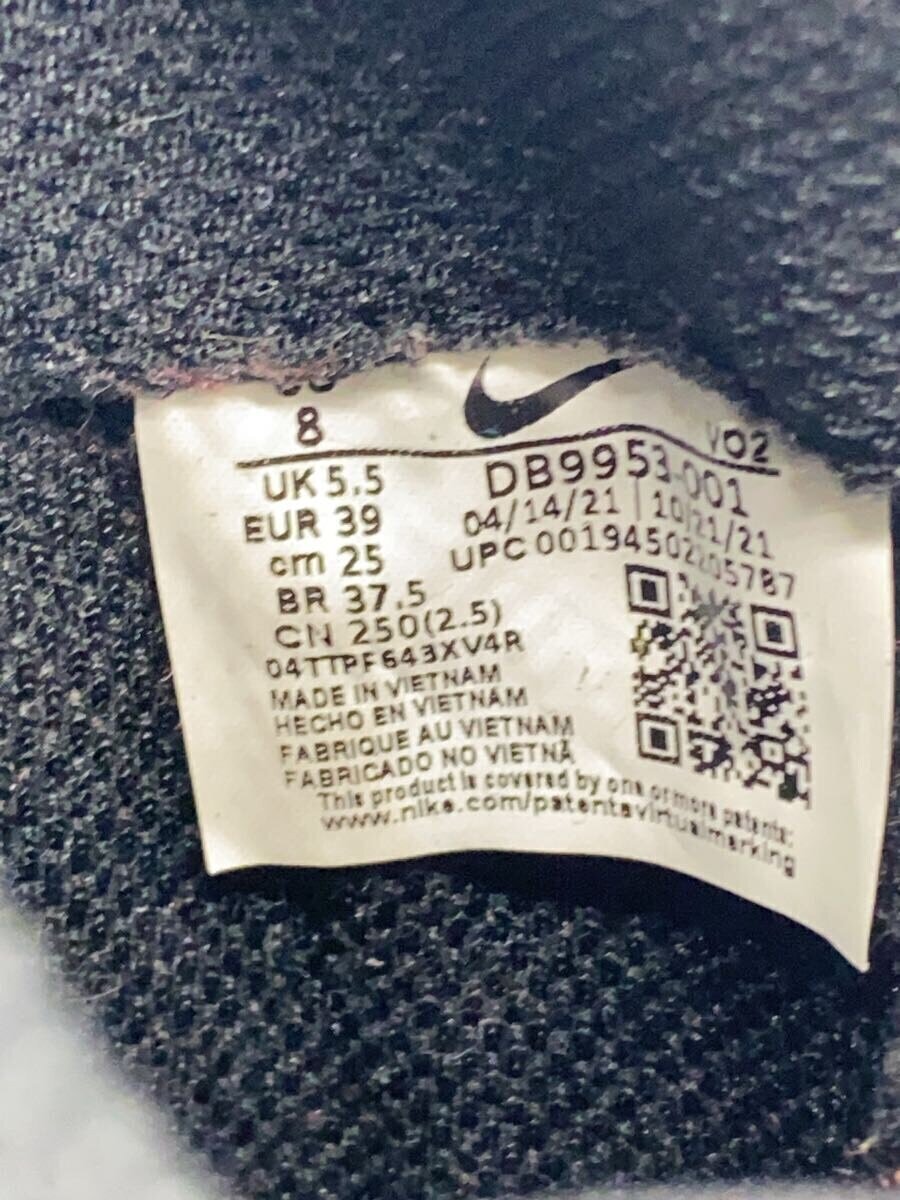 8
VO2
UK 5.5
DB9953-001
EUR 39
04/14/21 | 10/21/21
cm 25
UPC 00194502205787
BR 37.5
CN 250(2.5)
04TTPF643XV4R
MADE IN VIETNAM
HECHO EN VIETNAM
FABRIQUE AU VIETNAM
FABRICADO NO VIETNÃ
This product is covered by one or more patents:
www.nike.com/patentsvirtualmarking